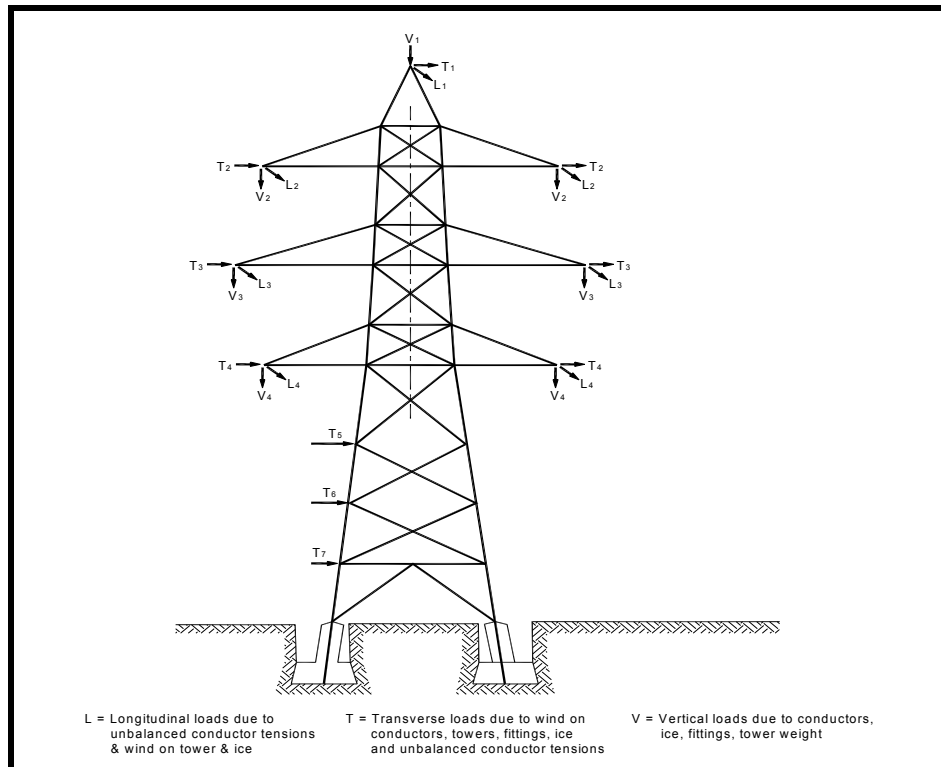 V1
T1
L1
T2 T2
L2 L2
V2 V2
T3 T3
L3 L3
V3 V3
T4 T4
L4 L4
V4 V4
T5
T6
T7
L = Longitudinal loads due to
unbalanced conductor tensions
& wind on tower & ice
T = Transverse loads due to wind on
conductors, towers, fittings, ice
and unbalanced conductor tensions
V = Vertical loads due to conductors,
ice, fittings, tower weight